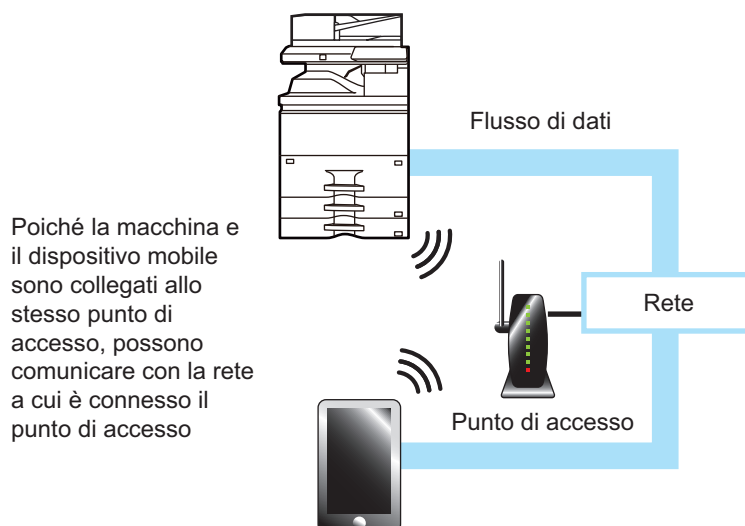 Flusso di dati
Poiché la macchina e
il dispositivo mobile
sono collegati allo
stesso punto di
accesso, possono
comunicare con la rete
a cui è connesso il
punto di accesso
Rete
Punto di accesso